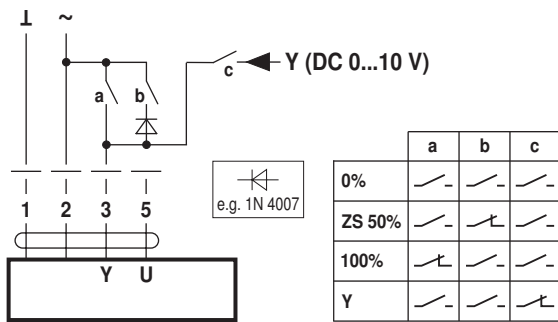 ⊥ ~
a b c Y (DC 0...10 V)
1 2 3 5
Y U
e.g. 1N 4007
a b c
0%
ZS 50%
100%
Y